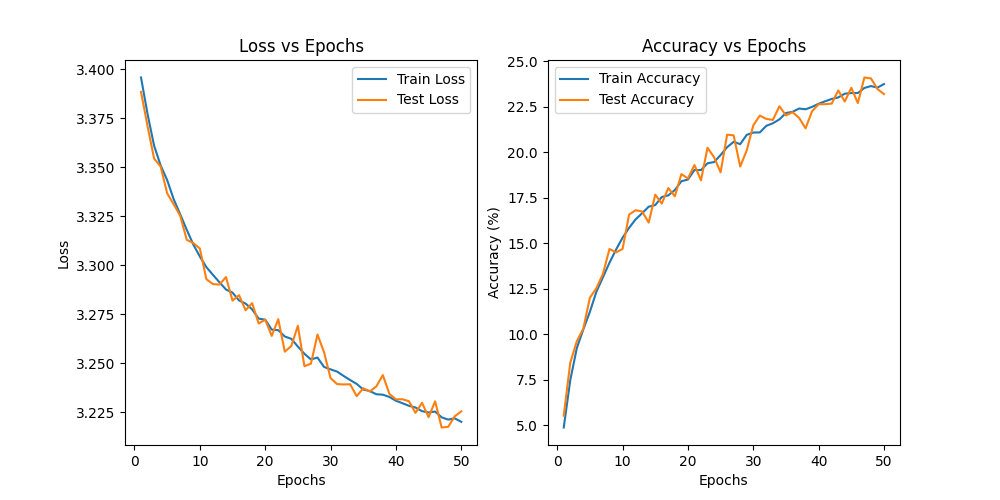 Loss vs Epochs
3.400
3.375
3.350
3.325
3.300
3.275
3.250
3.225
Loss
0 10 20 30 40 50
Epochs
Train Loss
Test Loss
Accuracy vs Epochs
25.0
22.5
20.0
17.5
15.0
12.5
10.0
7.5
5.0
Accuracy (%)
0 10 20 30 40 50
Epochs
Train Accuracy
Test Accuracy